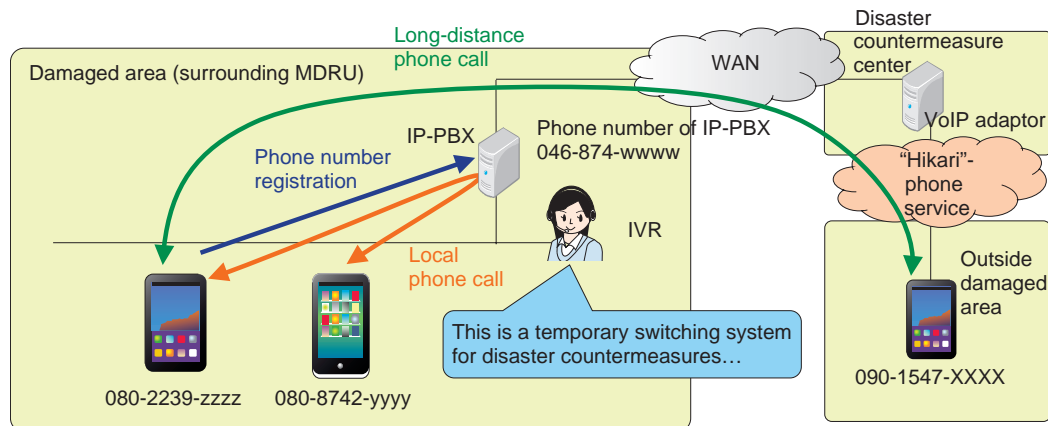 Damaged area (surrounding MDRU)
Long-distance
phone call
WAN
Disaster
countermeasure
center
VoIP adaptor
IP-PBX
Phone number of IP-PBX
046-874-wwww
Phone number
registration
“Hikari”-
phone
service
IVR
Local
phone call
Outside
damaged
area
This is a temporary switching system
for disaster countermeasures…
080-2239-zzzz
080-8742-yyyy
090-1547-XXXX